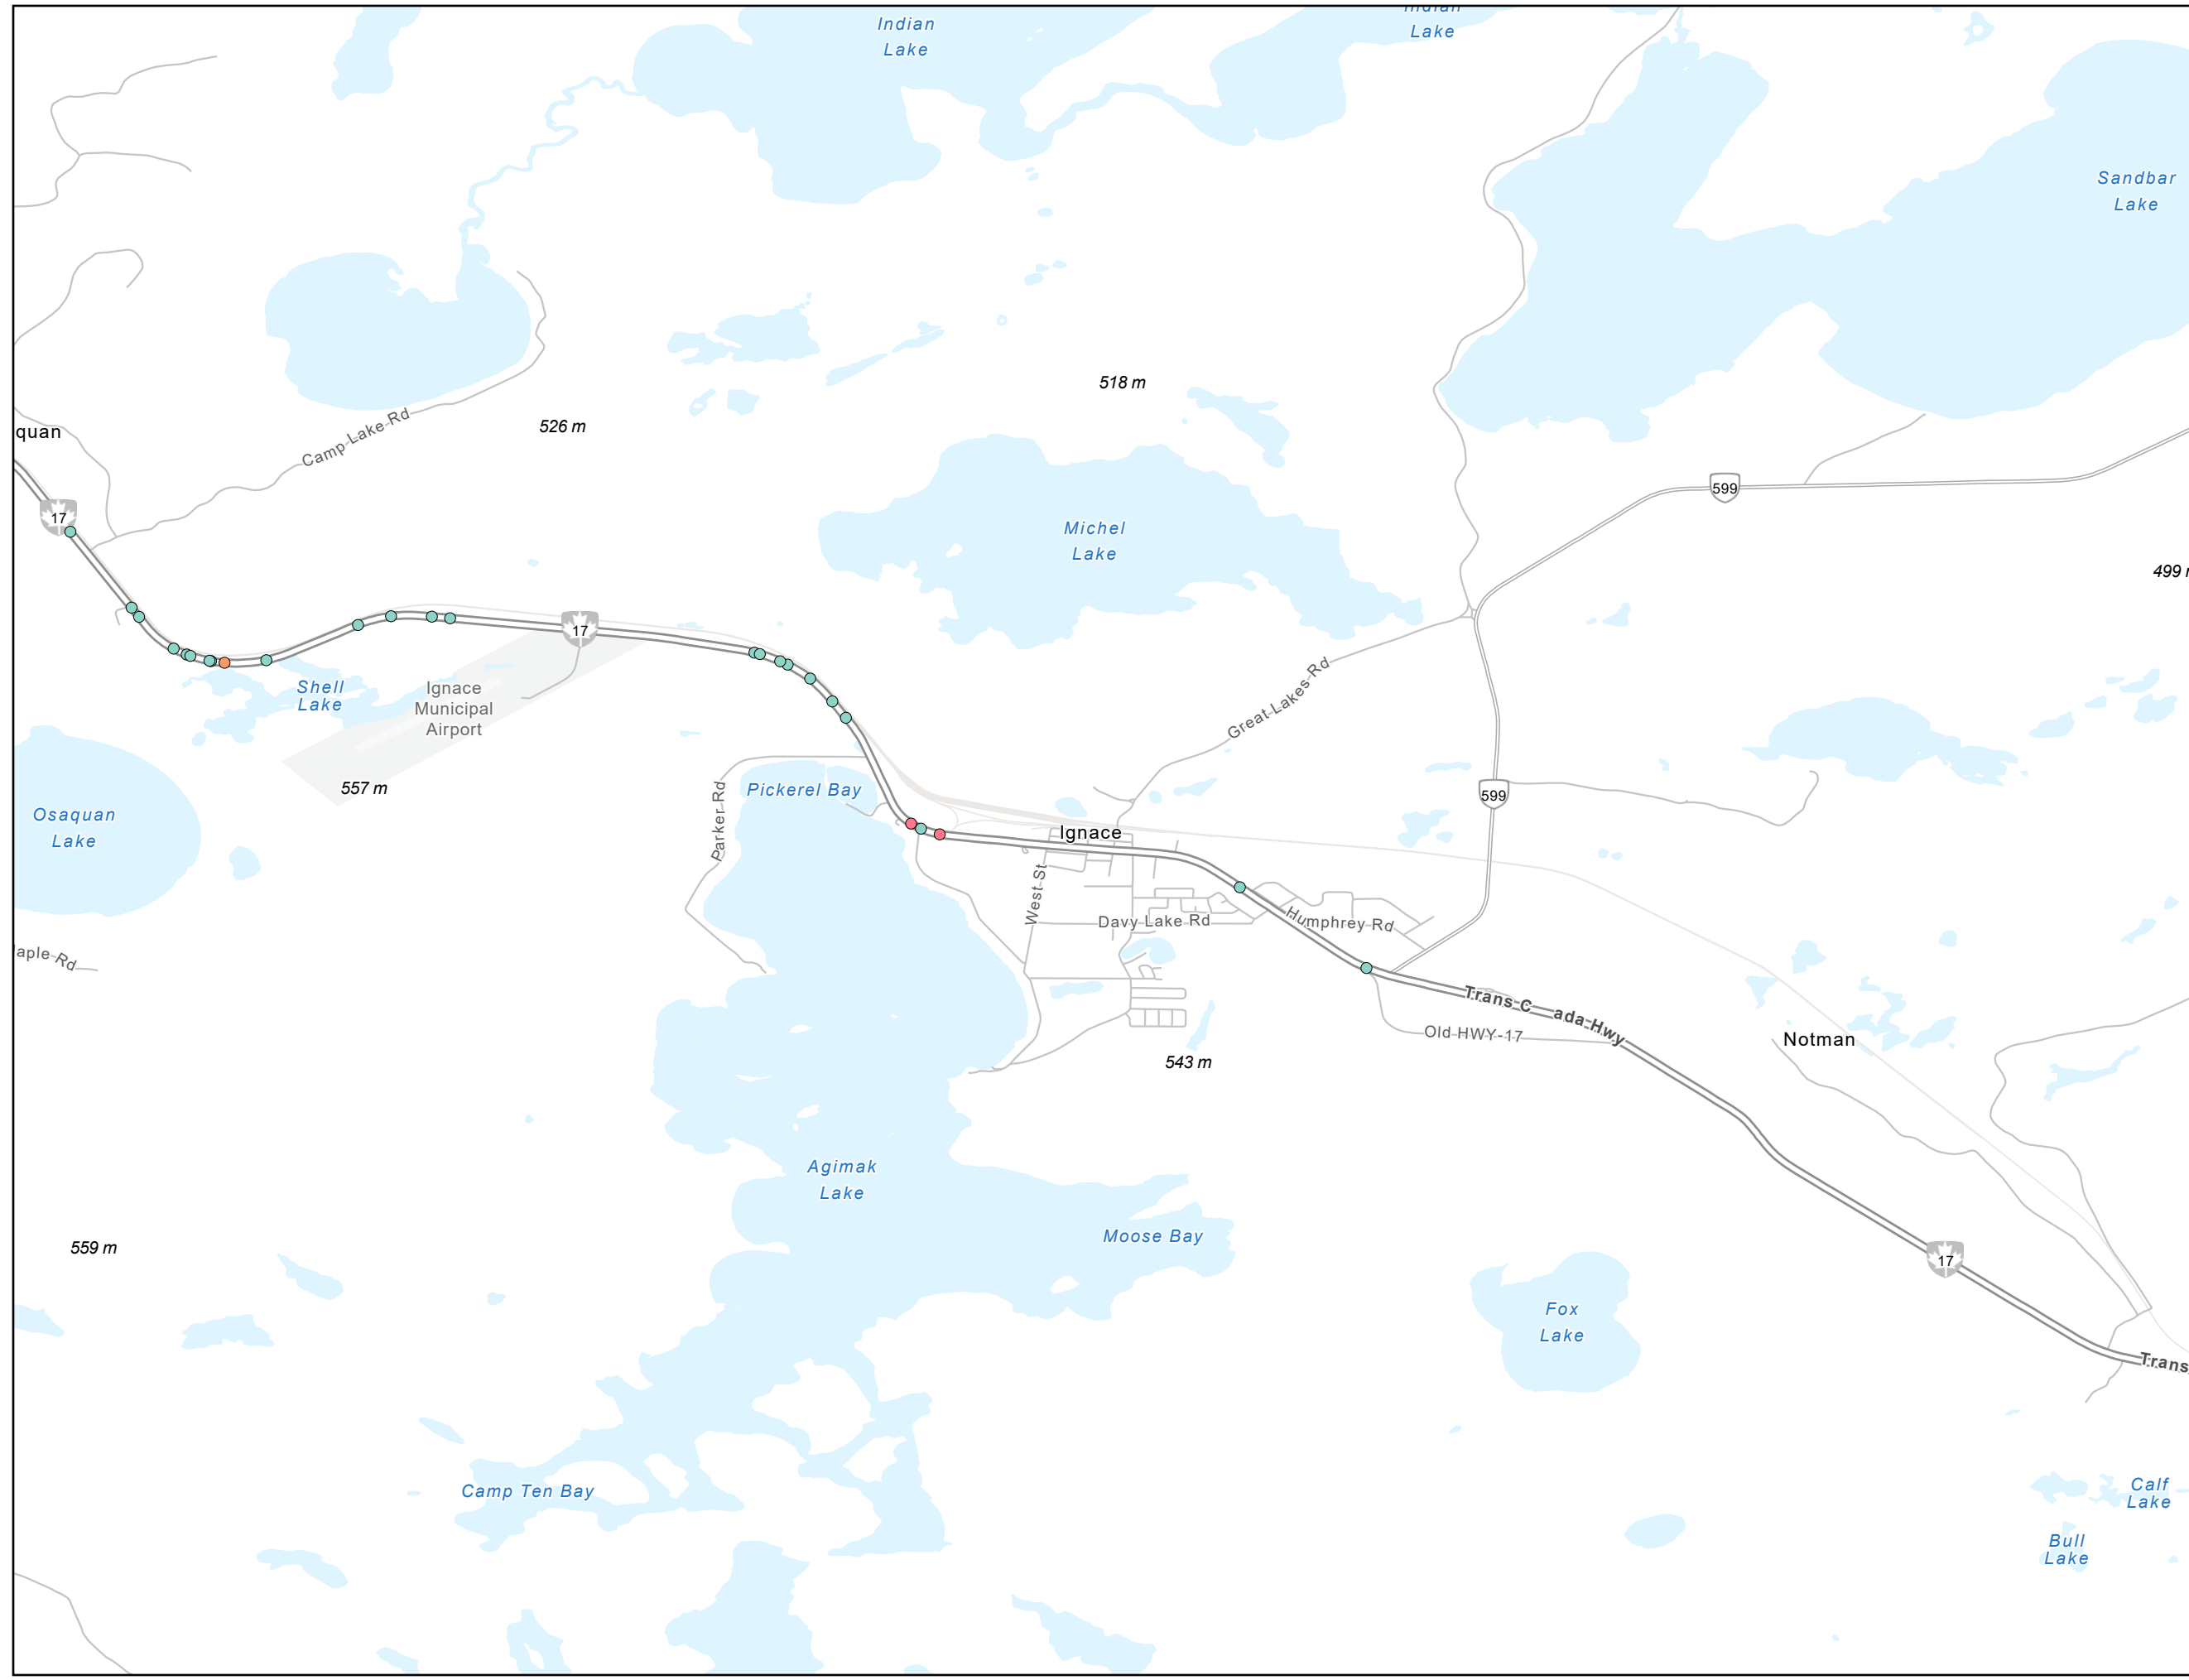 Indian
Lake
Indian
Lake
Sandbar
Lake
518 m
Camp Lake Rd
526 m
quan
599
17
Michel
Lake
499
17
Great Lakes Rd
Shell
Lake
Ignace
Municipal
Airport
557 m
Pickerel Bay
599
Osaquan
Lake
Parker Rd
Ignace
West St
Davy Lake Rd
Humphrey Rd
aple Rd
Trans C ada Hwy
Old HWY-17
Notman
543 m
Agimak
Lake
Moose Bay
559 m
17
Fox
Lake
Trans
Camp Ten Bay
Calf
Lake
Bull
Lake